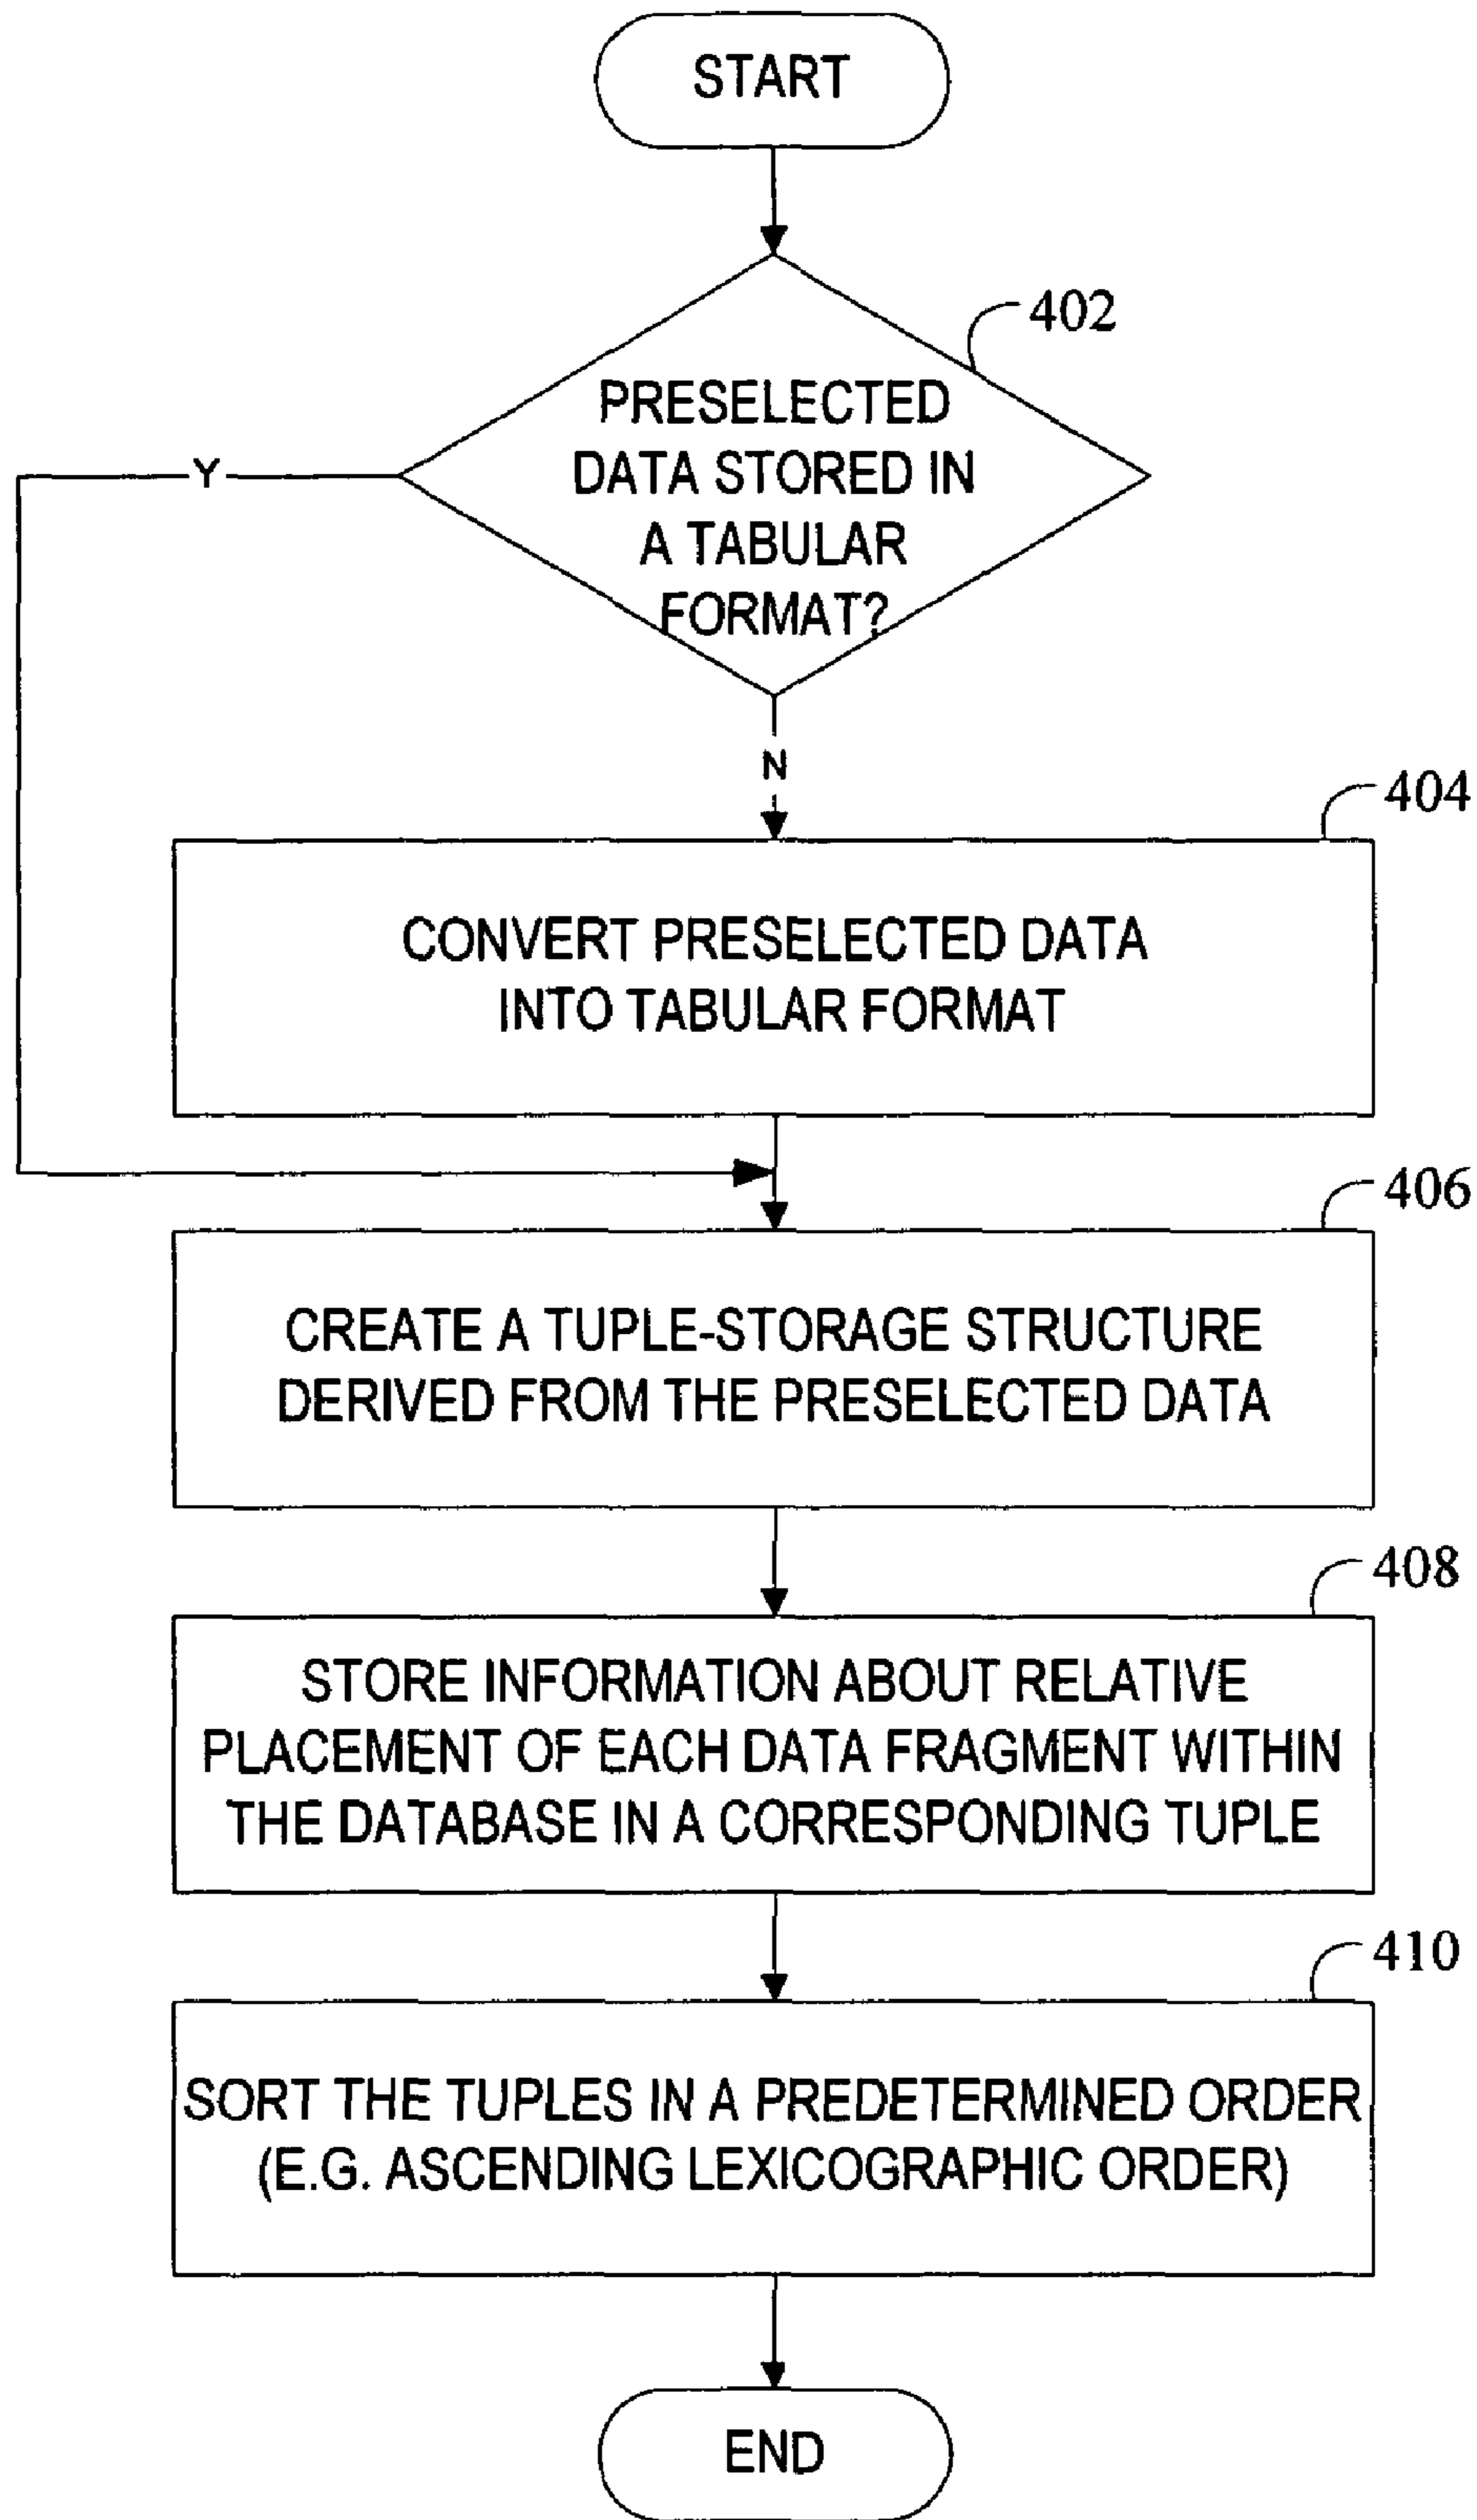 START
402
PRESELECTED
DATA STORED IN
A TABULAR
FORMAT?
Y
N
404
CONVERT PRESELECTED DATA
INTO TABULAR FORMAT
406
CREATE A TUPLE-STORAGE STRUCTURE
DERIVED FROM THE PRESELECTED DATA
408
STORE INFORMATION ABOUT RELATIVE
PLACEMENT OF EACH DATA FRAGMENT WITHIN
THE DATABASE IN A CORRESPONDING TUPLE
410
SORT THE TUPLES IN A PREDETERMINED ORDER
(E.G. ASCENDING LEXICOGRAPHIC ORDER)
END